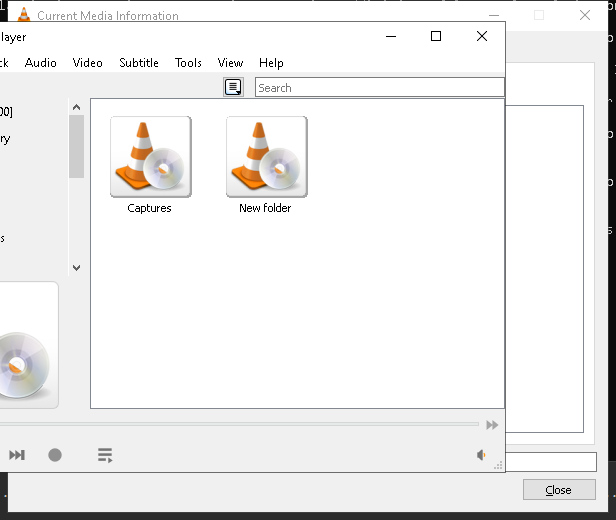 Current Media Information
layer
ck Audio Video Subtitle Tools View Help
Search
00]
ry
s
Captures
New folder
Close